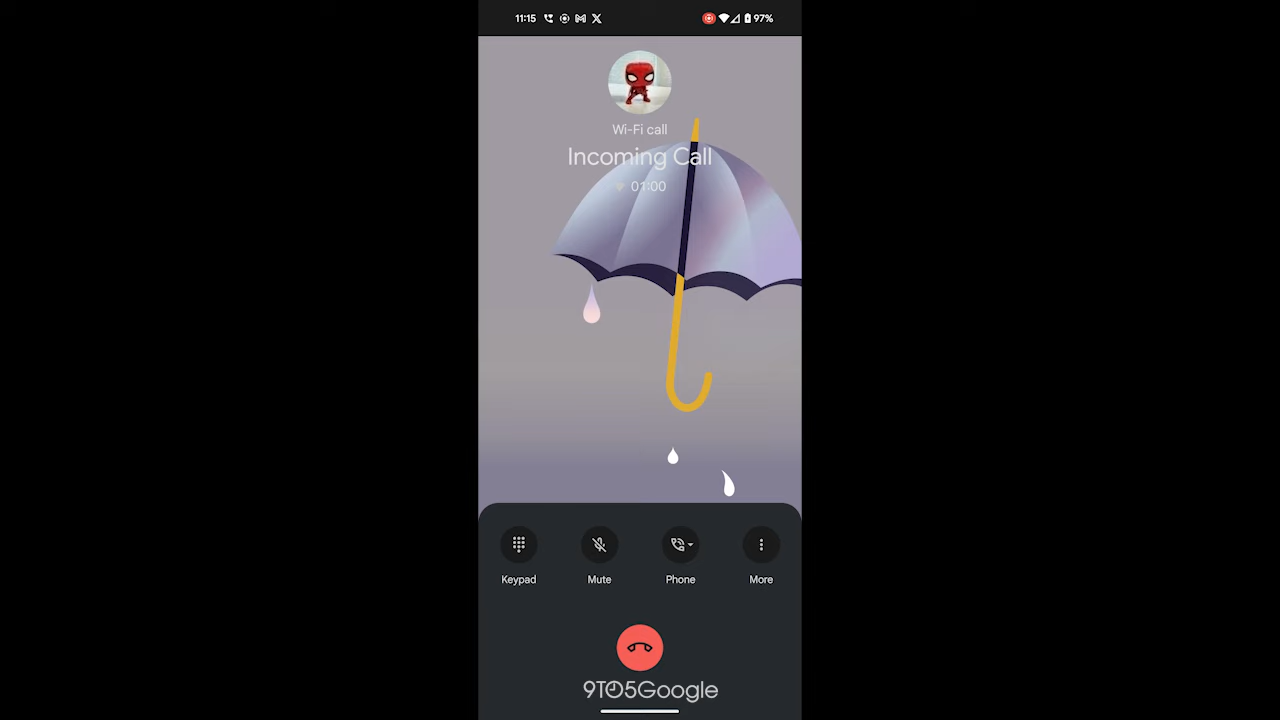 11:15 97%
Wi-Fi call
Incoming Call
01:00
Keypad Mute Phone More
9TO5Google